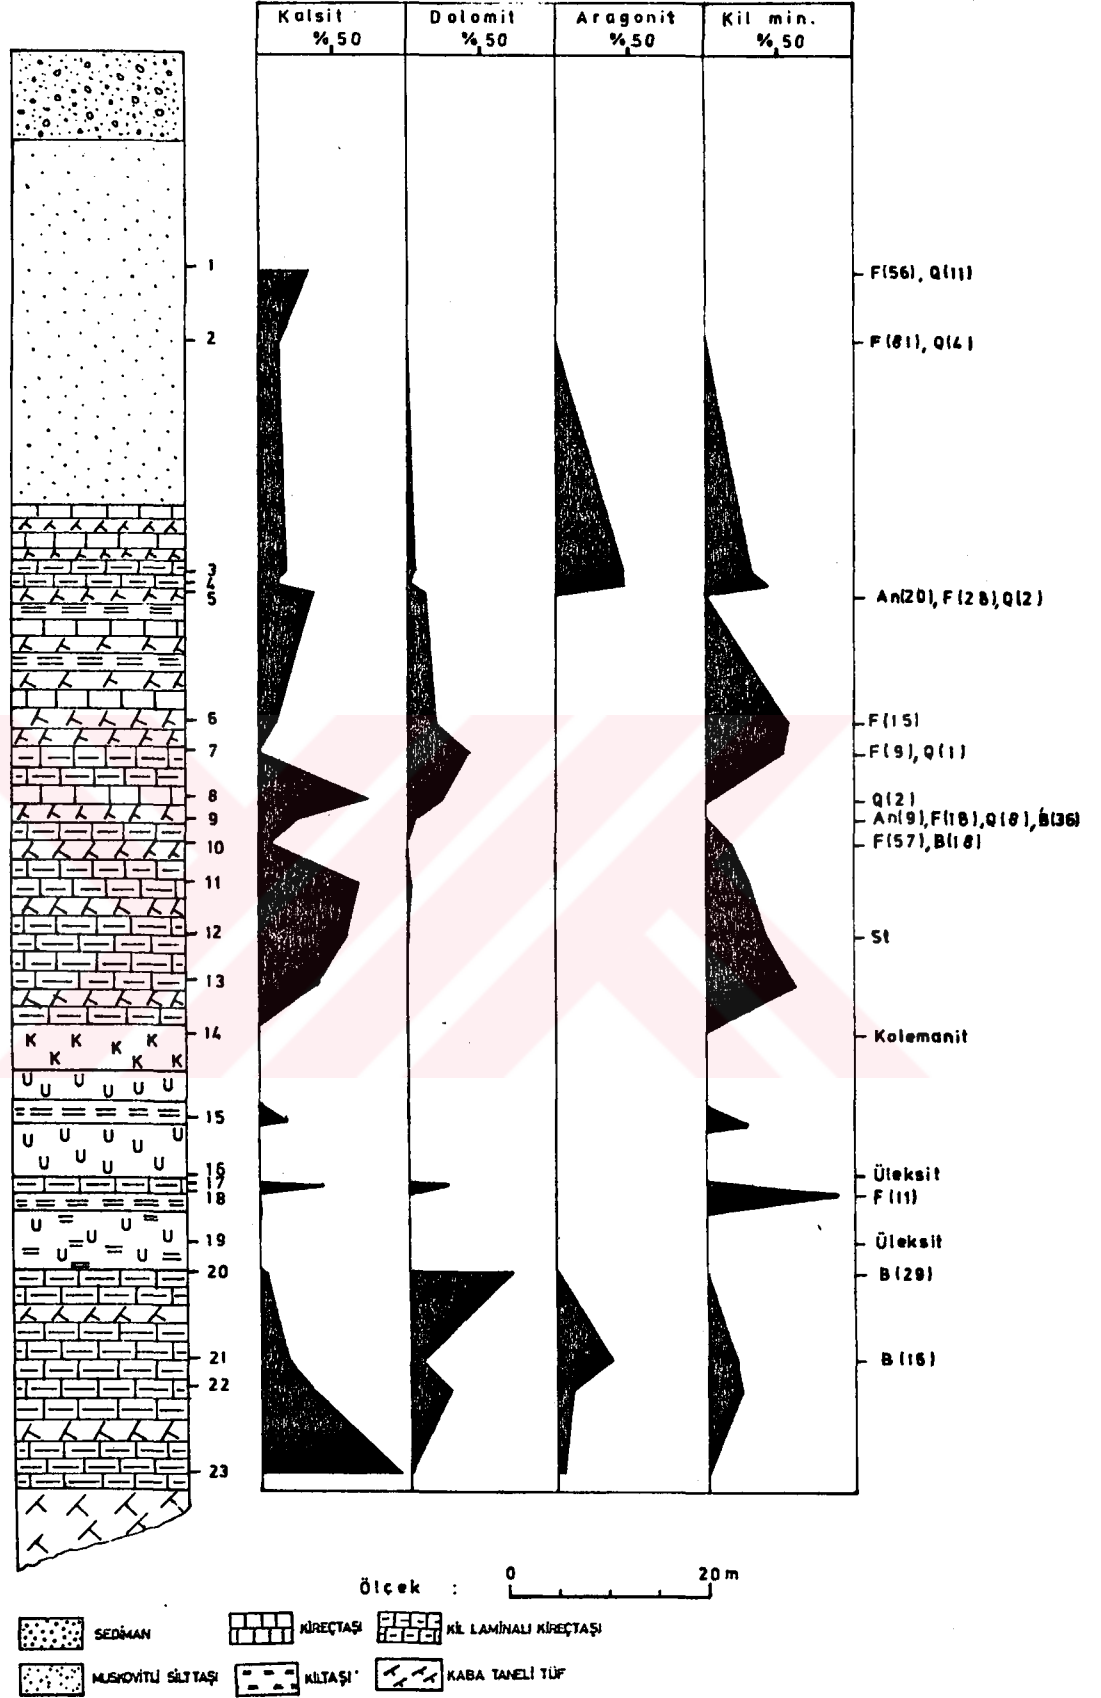 Kalsit Dolomit Aragonit Kil min.
%50 %50 %50 %50
1 F(56), Q(11)
2 F(81), Q(4)
3
4
5 An(20), F(28), Q(2)
6 F(15)
7 F(9), Q(1)
8 Q(2)
9 An(9), F(18), Q(8), B(36)
10 F(57), B(18)
11
12 St
13
14 Kolemanit
K K K K K K
U U U U U U
15
U U U U U U U
16 Üleksit
17
18 F(11)
U U U U U
19 Üleksit
20 B(29)
21 B(16)
22
23
Ölçek : 0 20m
SEDİMAN KİREÇTAŞI KİL LAMİNALI KİREÇTAŞI
MUSKOVİTLİ SİLTTAŞI KİLTAŞI KABA TANELİ TÜF